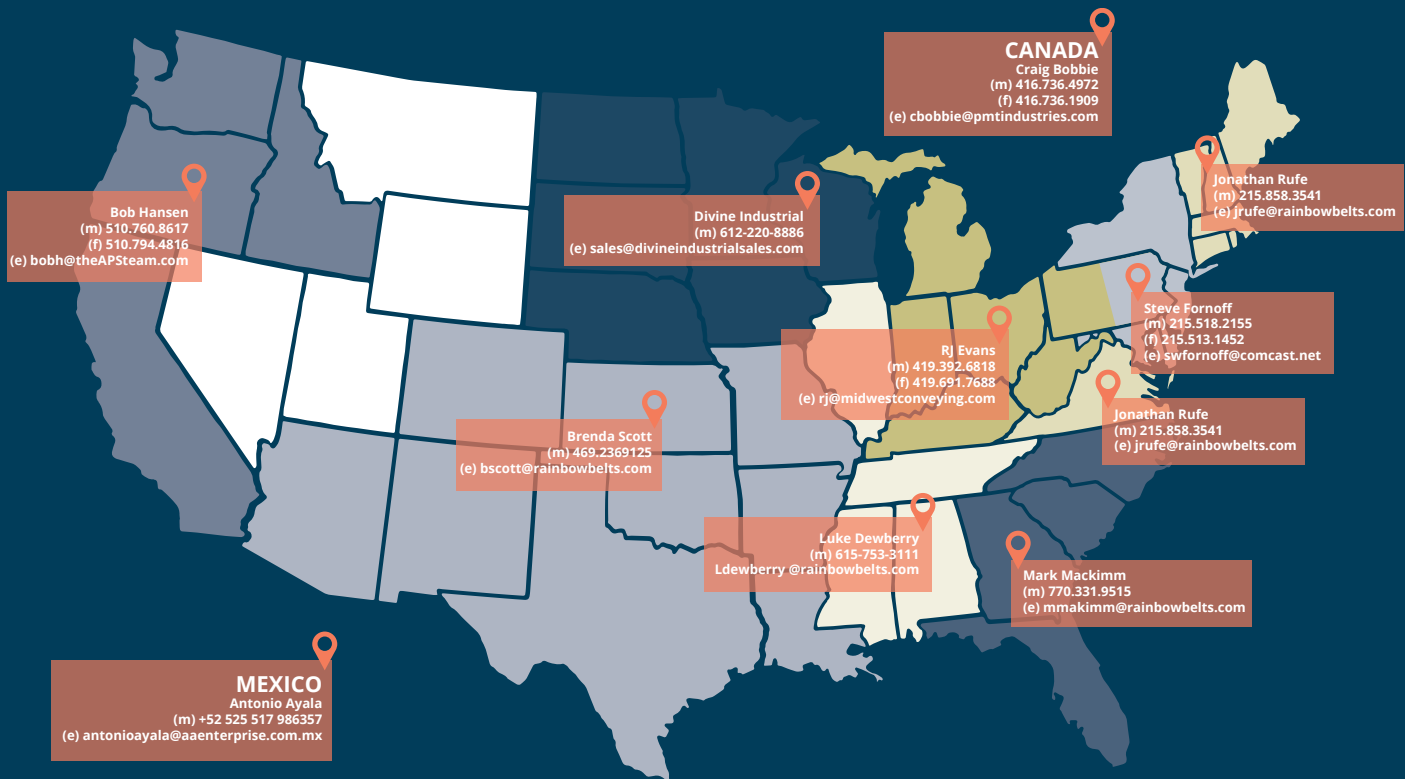 CANADA
Craig Bobbie
(m) 416.736.4972
(f) 416.736.1909
(e) cbobbie@pmtindustries.com
Jonathan Rufe
(m) 215.858.3541
(e) jrufe@rainbowbelts.com
Bob Hansen
(m) 510.760.8617
(f) 510.794.4816
(e) bobh@theAPSteam.com
Divine Industrial
(m) 612-220-8886
(e) sales@divineindustrialsales.com
Steve Fornoff
(m) 215.518.2155
(f) 215.513.1452
(e) swfornoff@comcast.net
RJ Evans
(m) 419.392.6818
(f) 419.691.7688
(e) rj@midwestconveying.com
Jonathan Rufe
(m) 215.858.3541
(e) jrufe@rainbowbelts.com
Brenda Scott
(m) 469.2369125
(e) bscott@rainbowbelts.com
Luke Dewberry
(m) 615-753-3111
Ldewberry @rainbowbelts.com
Mark Mackimm
(m) 770.331.9515
(e) mmakimm@rainbowbelts.com
MEXICO
Antonio Ayala
(m) +52 525 517 986357
(e) antonioayala@aaenterprise.com.mx